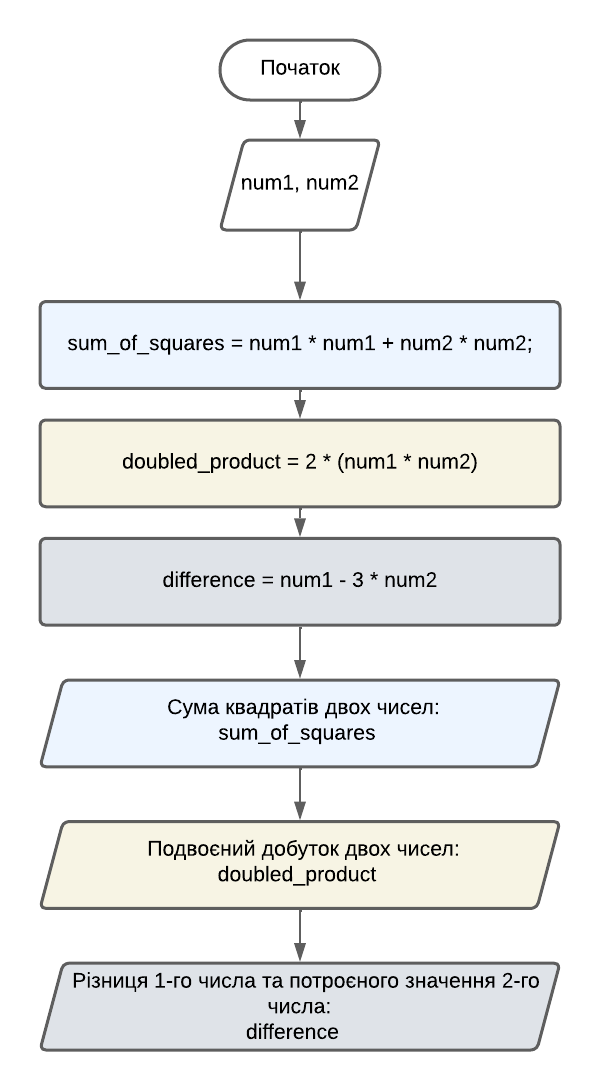 Початок
num1, num2
sum_of_squares = num1 * num1 + num2 * num2;
doubled_product = 2 * (num1 * num2)
difference = num1 - 3 * num2
Сума квадратів двох чисел:
sum_of_squares
Подвоєний добуток двох чисел:
doubled_product
Різниця 1-го числа та потроєного значення 2-го
числа:
difference